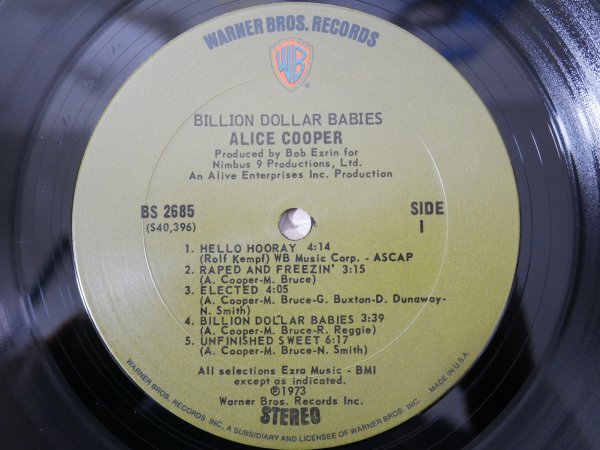 WARNER BROS. RECORDS
WB
BILLION DOLLAR BABIES
ALICE COOPER
Produced by Bob Ezrin for
Nimbus 9 Productions, Ltd.
An Alive Enterprises Inc. Production
BS 2685
(S40,396)
SIDE
I
1. HELLO HOORAY 4:14
(Rolf Kempf) WB Music Corp. - ASCAP
2. RAPED AND FREEZIN' 3:15
(A. Cooper-M. Bruce)
3. ELECTED 4:05
(A. Cooper-M. Bruce-G. Buxton-D. Dunaway-
N. Smith)
4. BILLION DOLLAR BABIES 3:39
(A. Cooper-M. Bruce-R. Reggie)
5. UNFINISHED SWEET 6:17
(A. Cooper-M. Bruce-N. Smith)
All selections Ezra Music - BMI
except as indicated.
℗1973
Warner Bros. Records Inc.
STEREO
WARNER BROS. RECORDS INC., A SUBSIDIARY AND LICENSEE OF WARNER BROS. INC. MADE IN U.S.A.